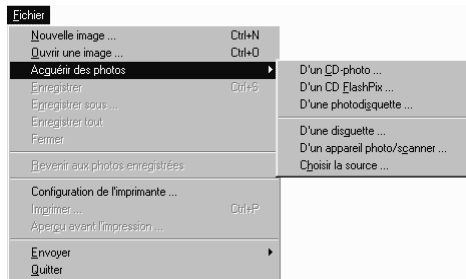 Fichier
Nouvelle image ... Ctrl+N
Ouvrir une image ... Ctrl+O
Acquérir des photos
Enregistrer Ctrl+S
Enregistrer sous ...
Enregistrer tout
Fermer
Revenir aux photos enregistrées
Configuration de l'imprimante ...
Imprimer ... Ctrl+P
Aperçu avant l'impression ...
Envoyer
Quitter
D'un CD-photo ...
D'un CD FlashPix ...
D'une photodisquette ...
D'une disquette ...
D'un appareil photo/scanner ...
Choisir la source ...